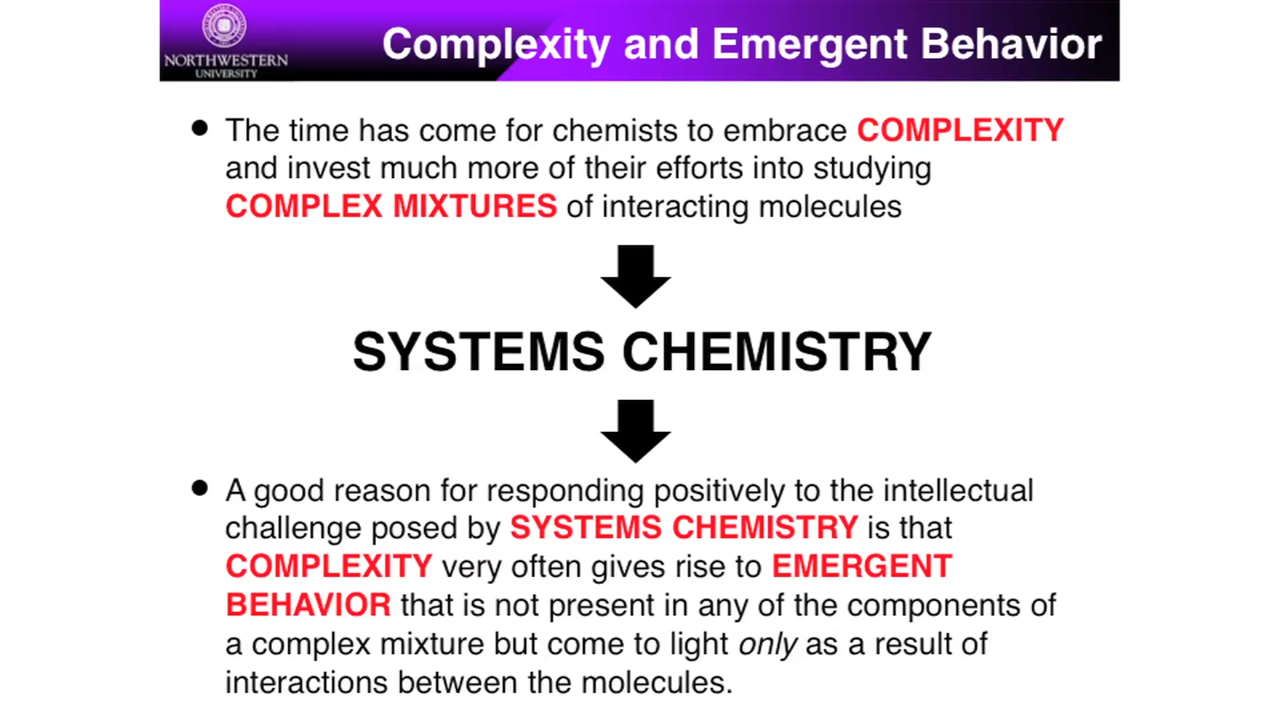 NORTHWESTERN
UNIVERSITY
Complexity and Emergent Behavior
• The time has come for chemists to embrace COMPLEXITY
and invest much more of their efforts into studying
COMPLEX MIXTURES of interacting molecules
SYSTEMS CHEMISTRY
• A good reason for responding positively to the intellectual
challenge posed by SYSTEMS CHEMISTRY is that
COMPLEXITY very often gives rise to EMERGENT
BEHAVIOR that is not present in any of the components of
a complex mixture but come to light only as a result of
interactions between the molecules.